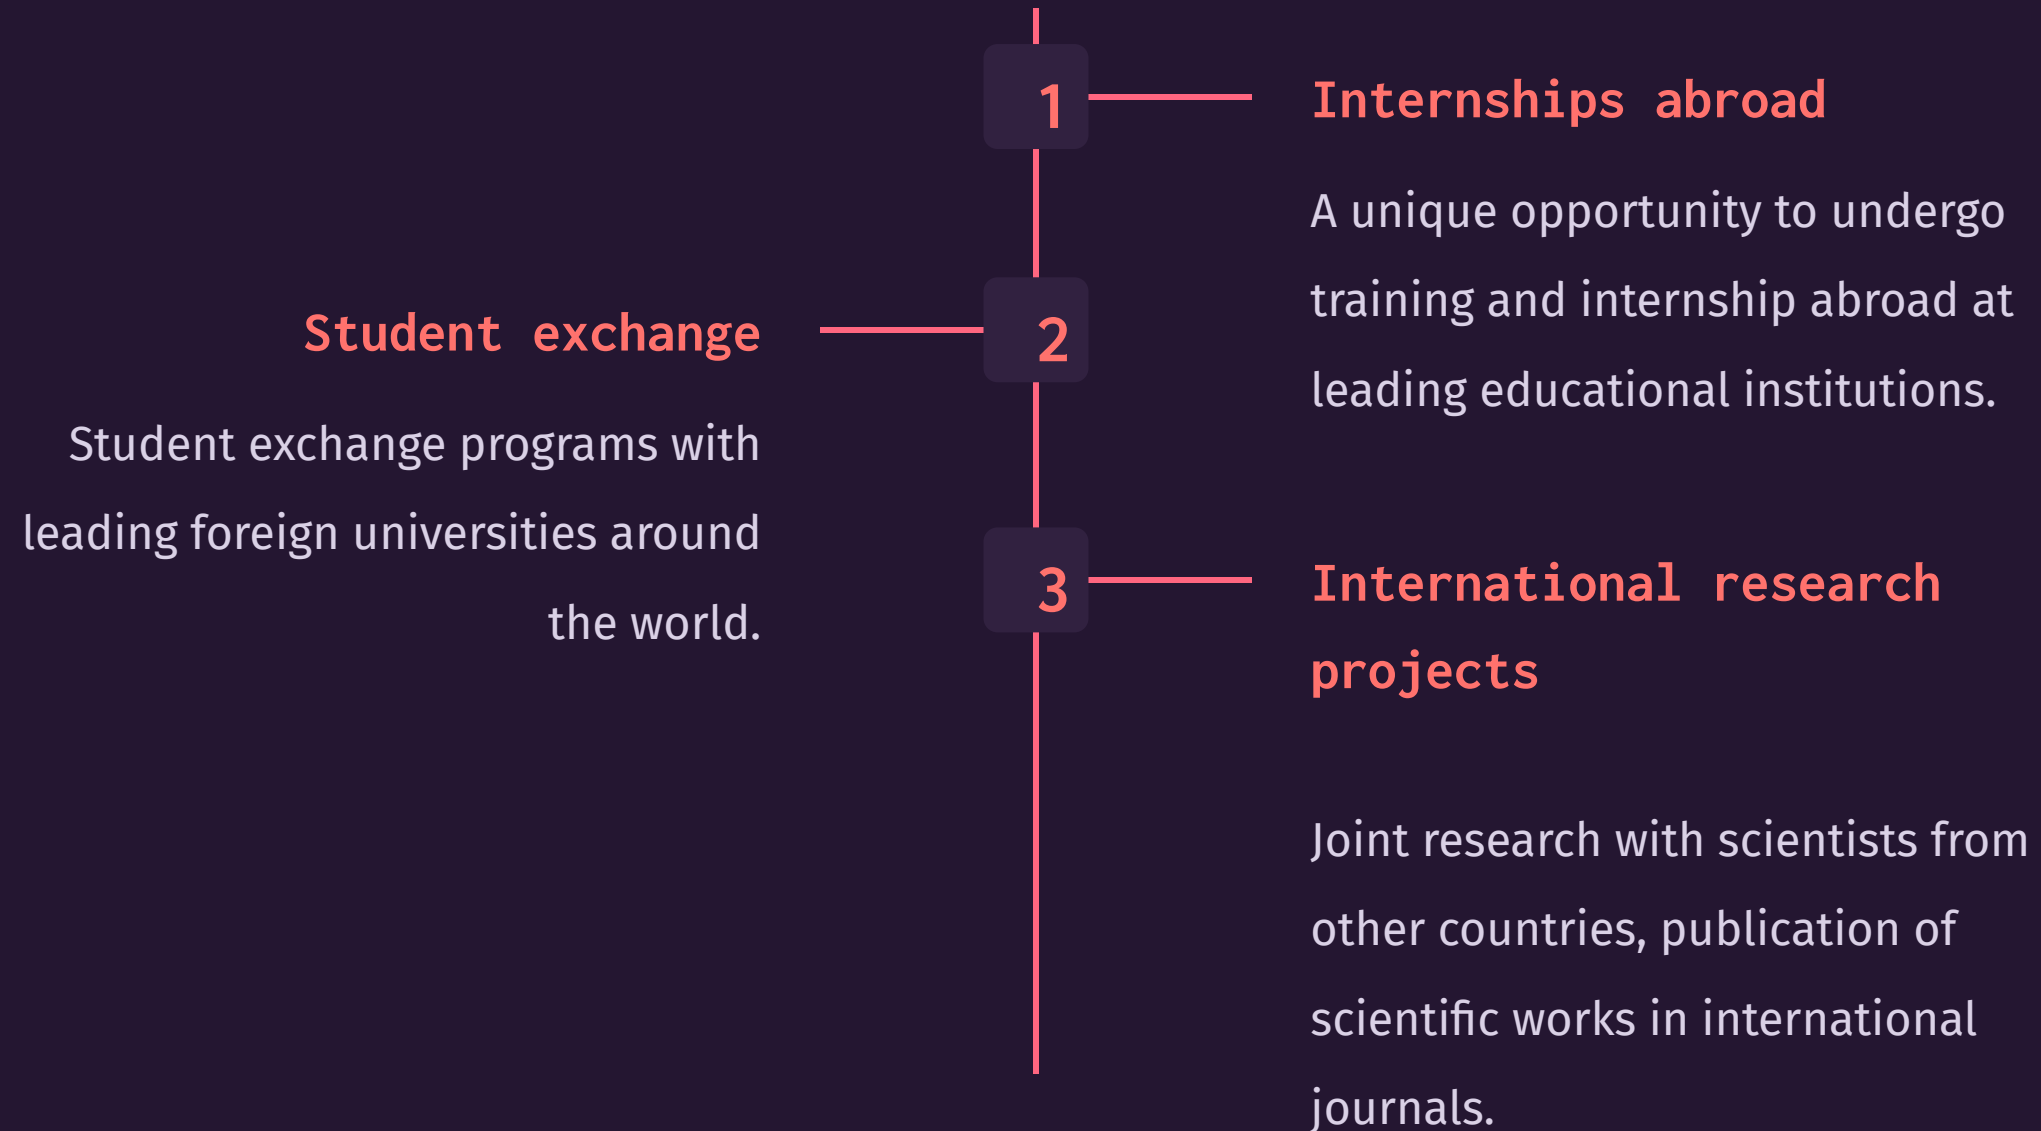 1
Internships abroad
A unique opportunity to undergo
training and internship abroad at
leading educational institutions.
2
Student exchange
Student exchange programs with
leading foreign universities around
the world.
3
International research
projects
Joint research with scientists from
other countries, publication of
scientific works in international
journals.